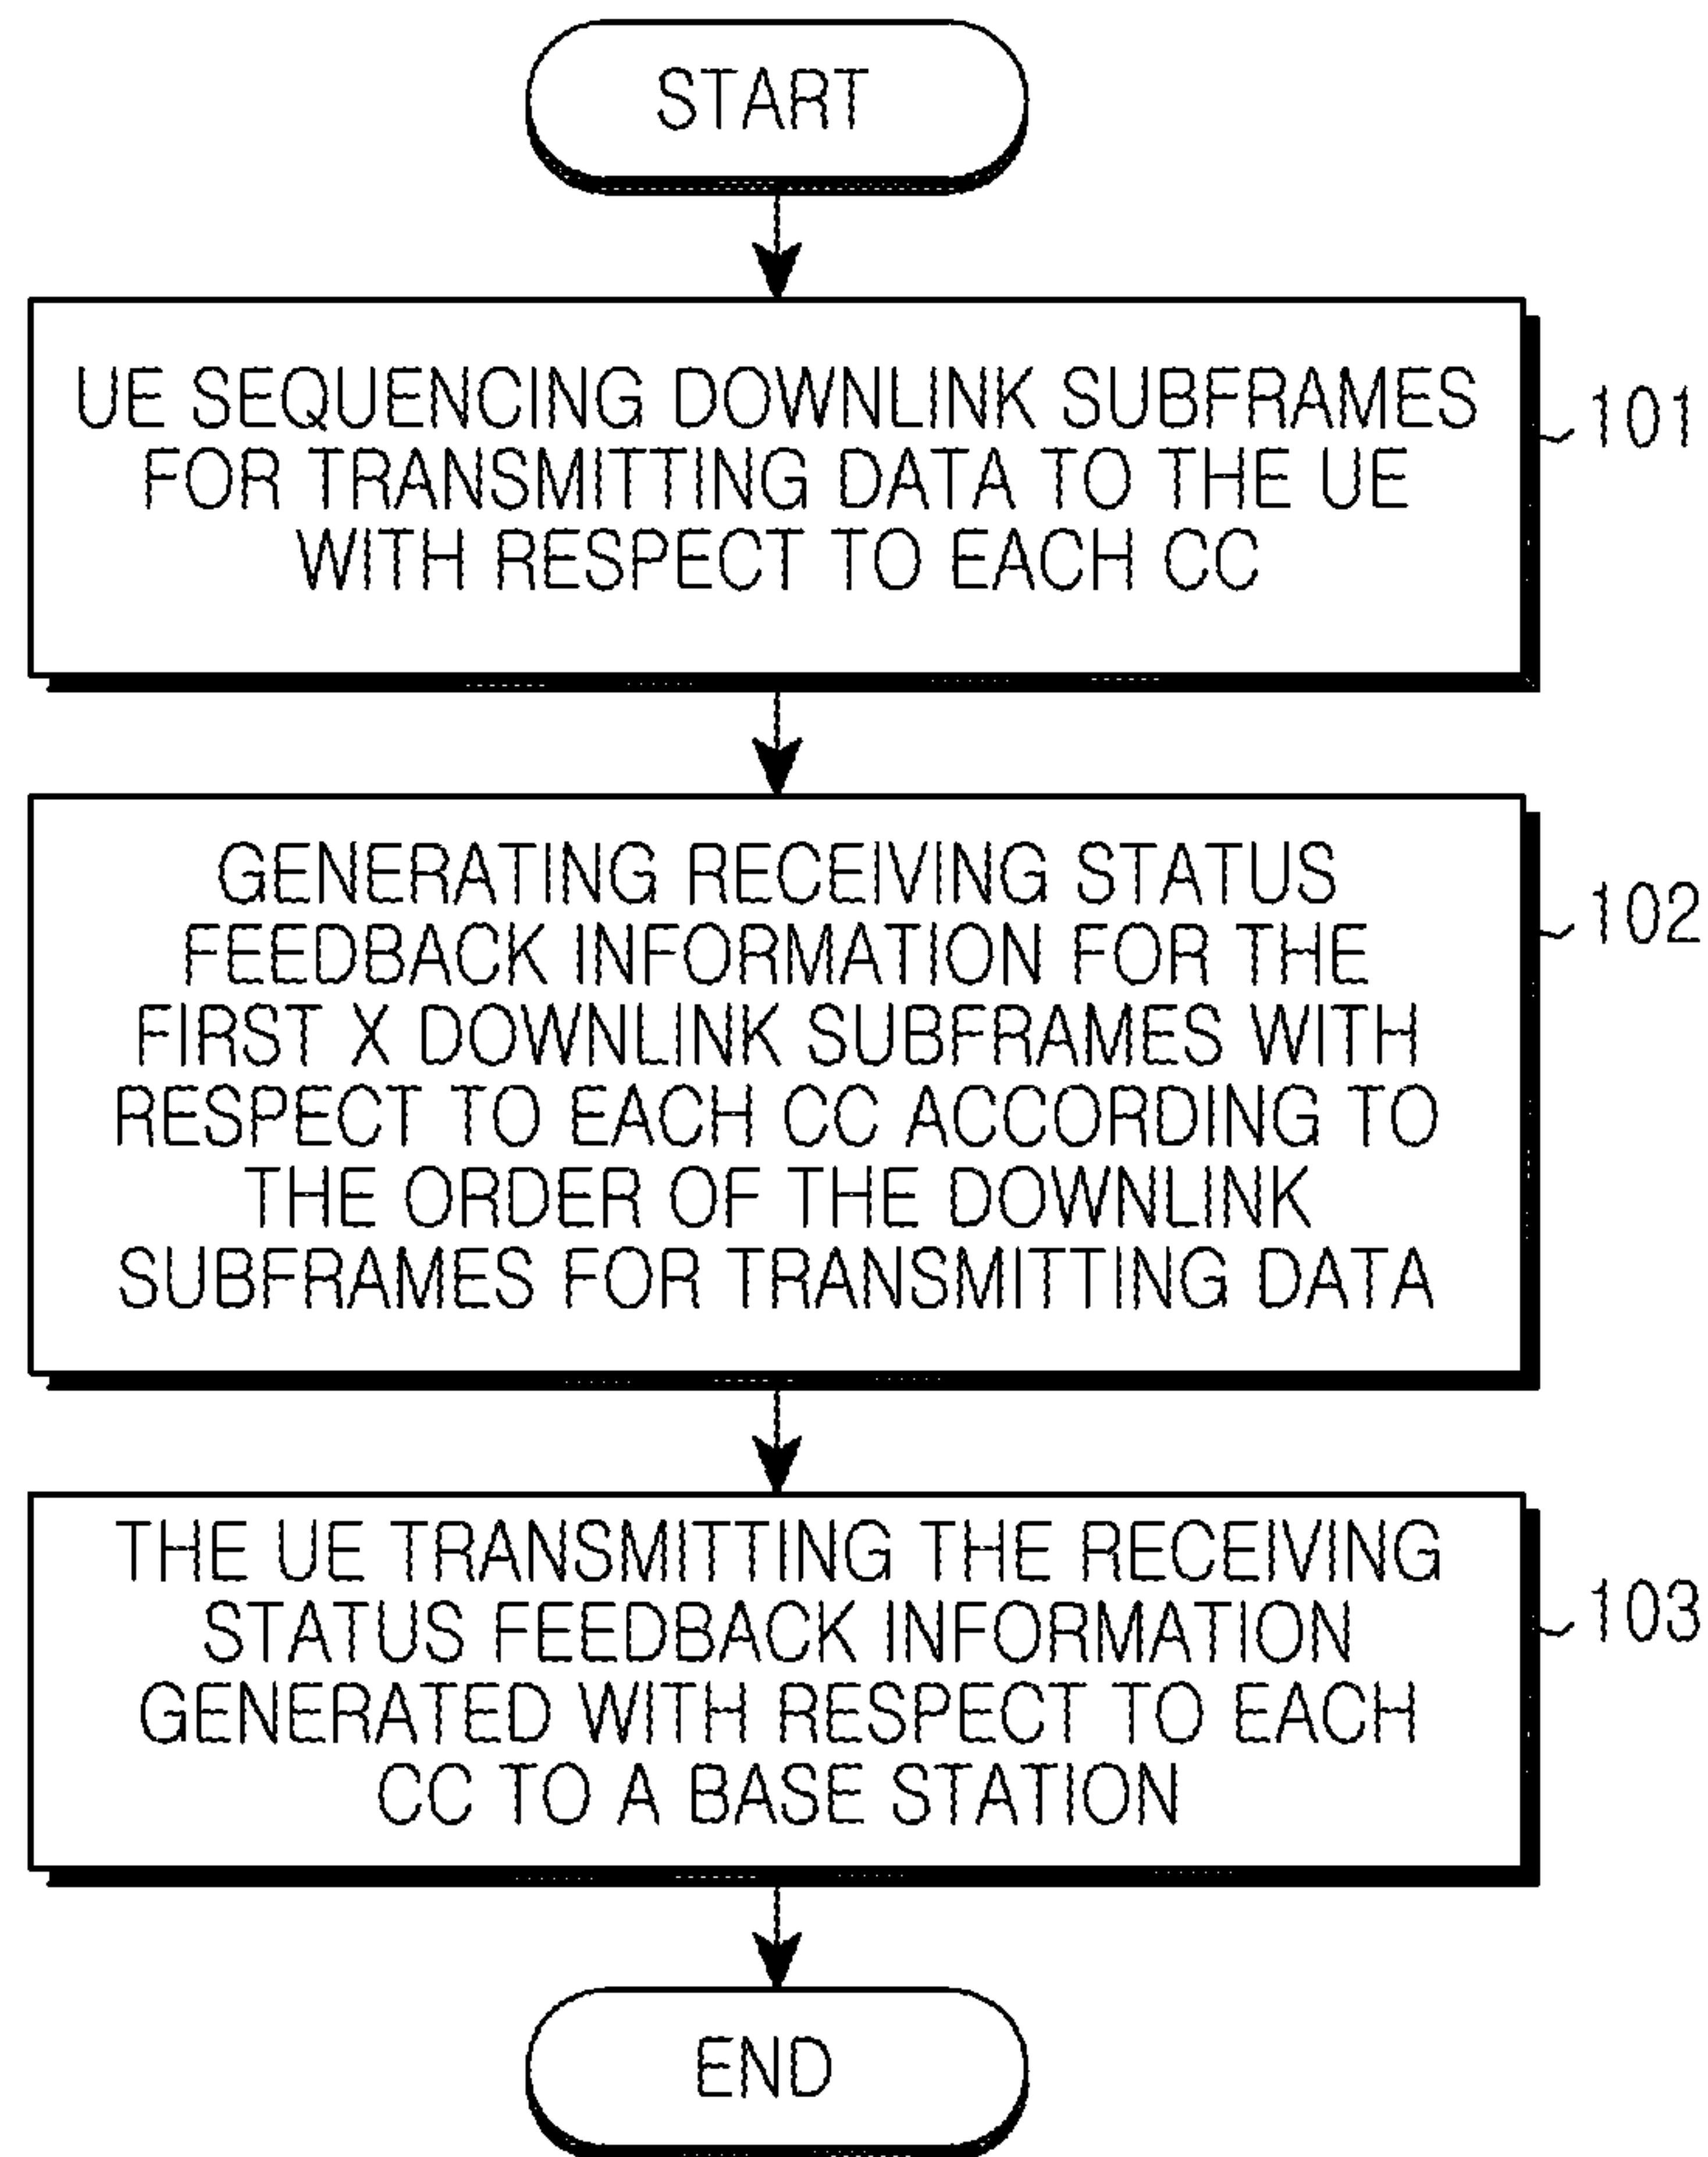 START
UE SEQUENCING DOWNLINK SUBFRAMES
FOR TRANSMITTING DATA TO THE UE
WITH RESPECT TO EACH CC
101
GENERATING RECEIVING STATUS
FEEDBACK INFORMATION FOR THE
FIRST X DOWNLINK SUBFRAMES WITH
RESPECT TO EACH CC ACCORDING TO
THE ORDER OF THE DOWNLINK
SUBFRAMES FOR TRANSMITTING DATA
102
THE UE TRANSMITTING THE RECEIVING
STATUS FEEDBACK INFORMATION
GENERATED WITH RESPECT TO EACH
CC TO A BASE STATION
103
END